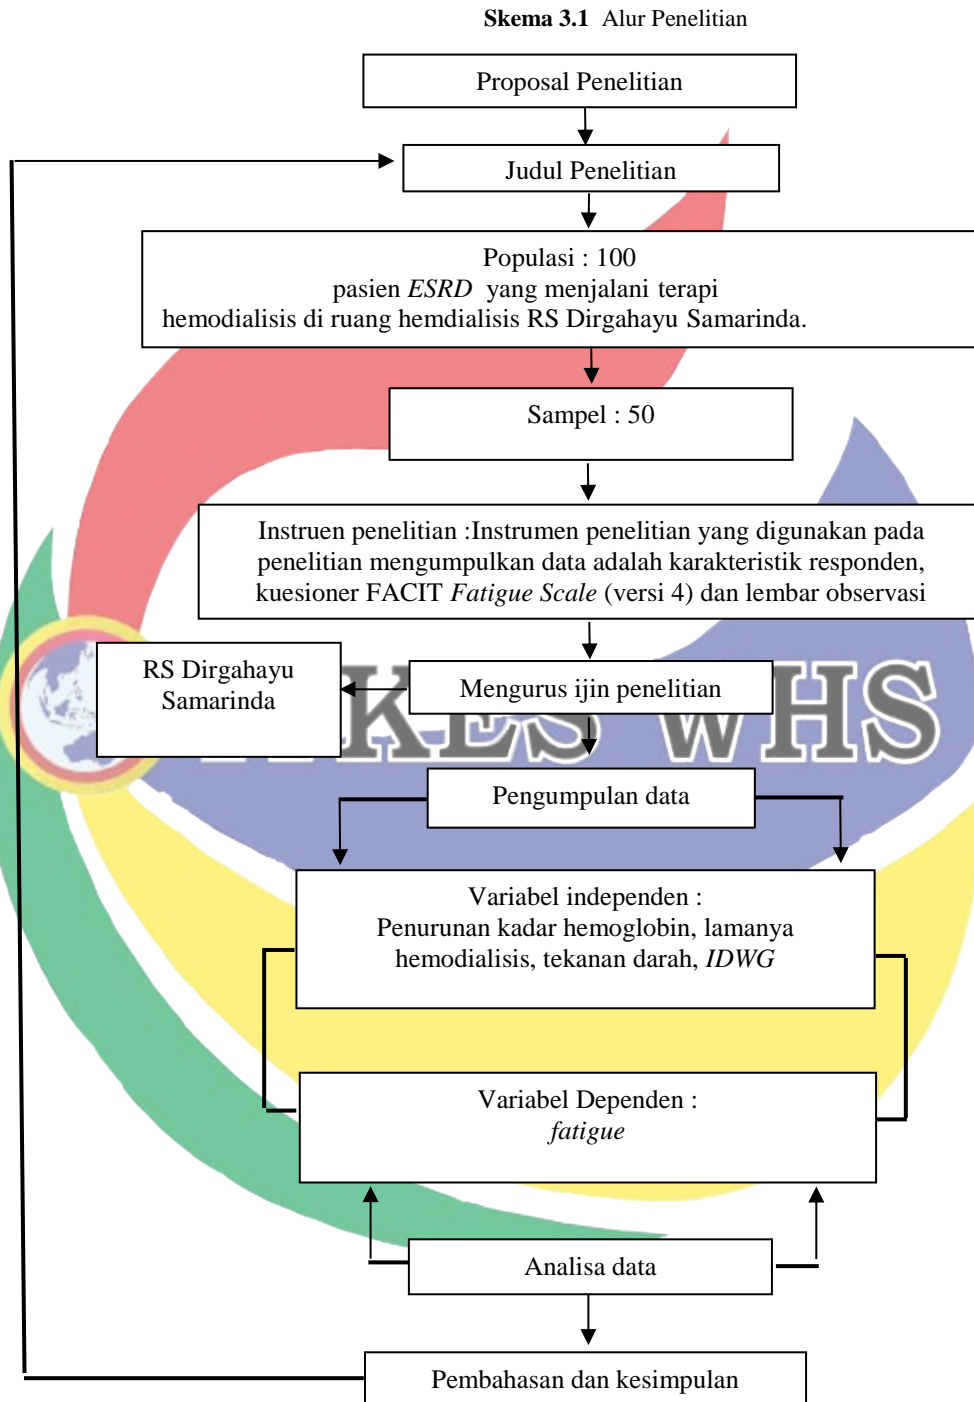 Skema 3.1 Alur Penelitian
Proposal Penelitian
Judul Penelitian
Populasi : 100
pasien ESRD yang menjalani terapi
hemodialisis di ruang hemdialisis RS Dirgahayu Samarinda.
Sampel : 50
Instruen penelitian :Instrumen penelitian yang digunakan pada
penelitian mengumpulkan data adalah karakteristik responden,
kuesioner FACIT Fatigue Scale (versi 4) dan lembar observasi
RS Dirgahayu
Samarinda
Mengurus ijin penelitian
KES WHS
Pengumpulan data
Variabel independen :
Penurunan kadar hemoglobin, lamanya
hemodialisis, tekanan darah, IDWG
Variabel Dependen :
fatigue
Analisa data
Pembahasan dan kesimpulan